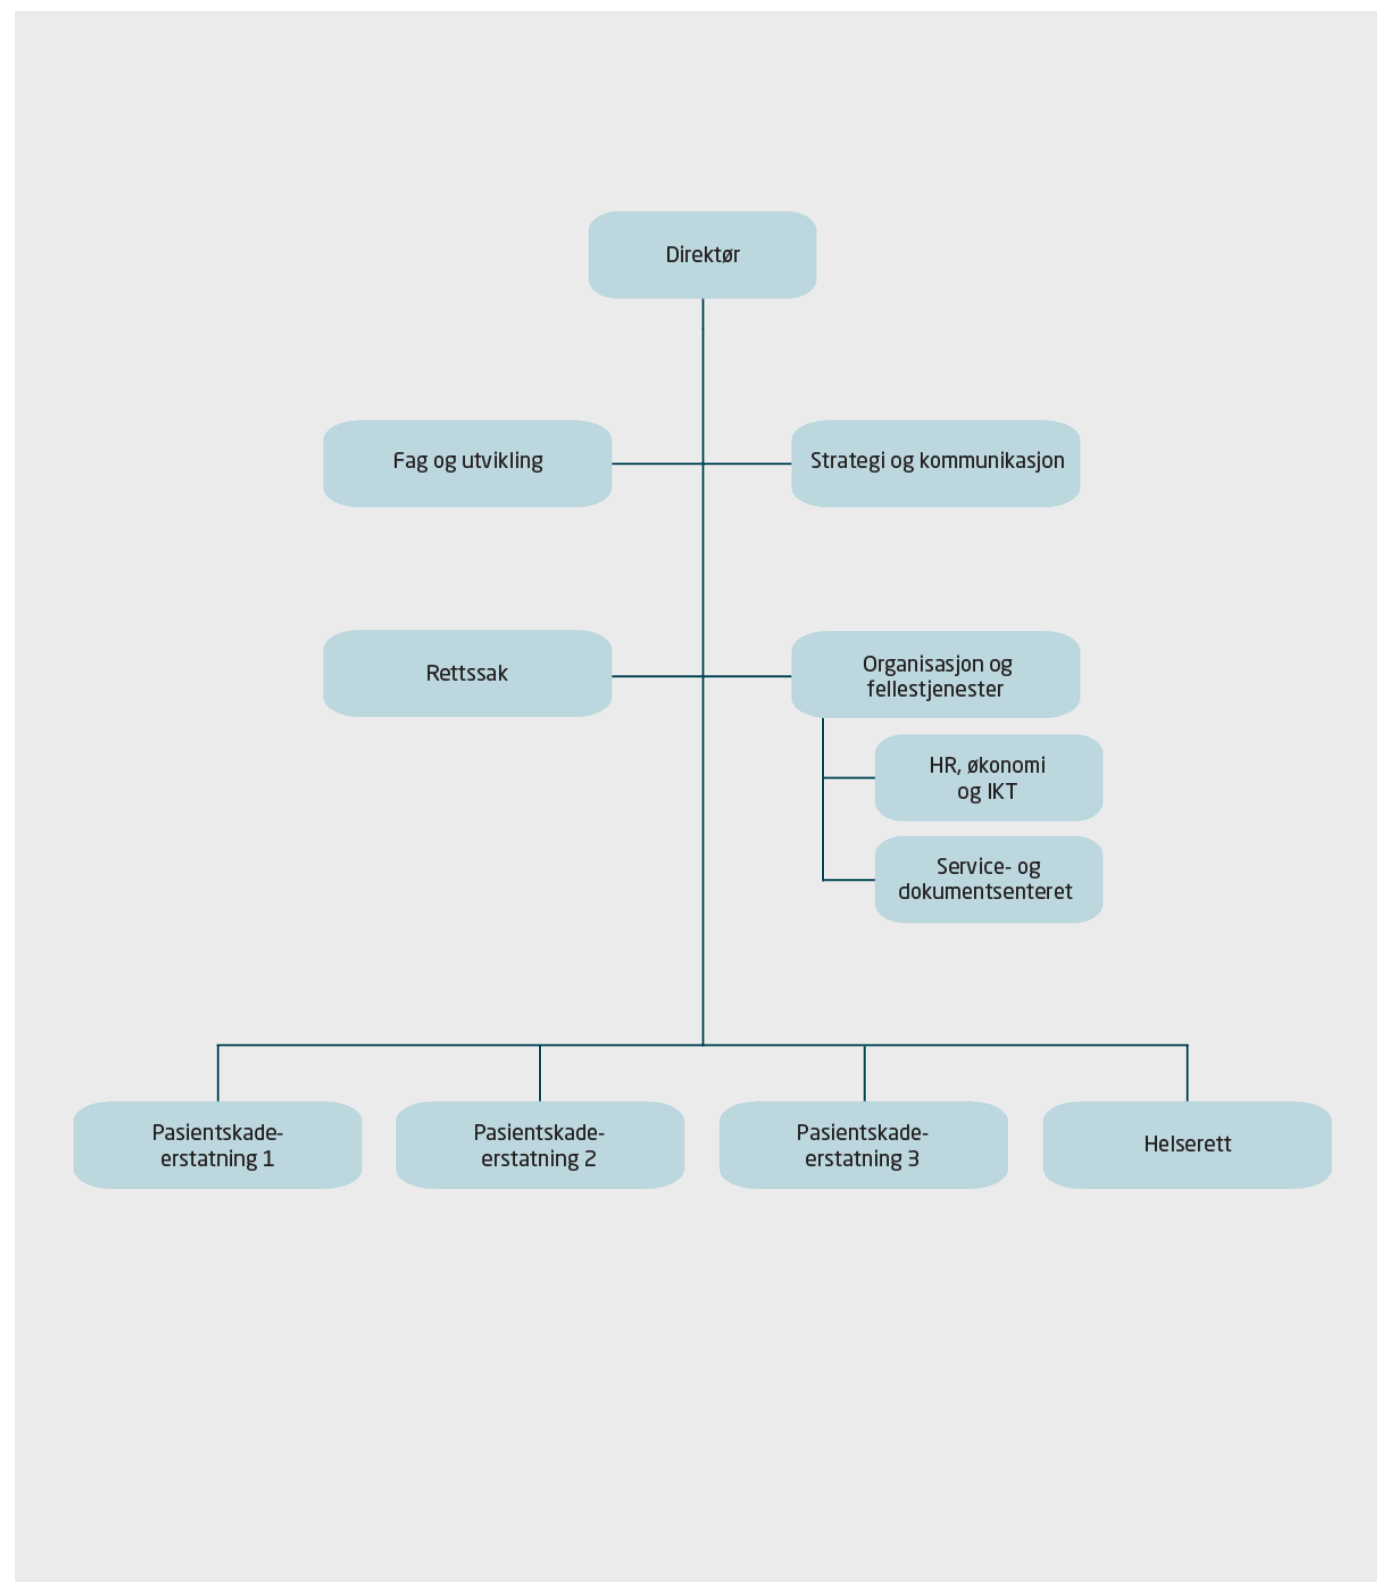 Direktør
Fag og utvikling
Strategi og kommunikasjon
Rettssak
Organisasjon og
fellestjenester
HR, økonomi
og IKT
Service- og
dokumentsenteret
Pasientskade-
erstatning 1
Pasientskade-
erstatning 2
Pasientskade-
erstatning 3
Helserett